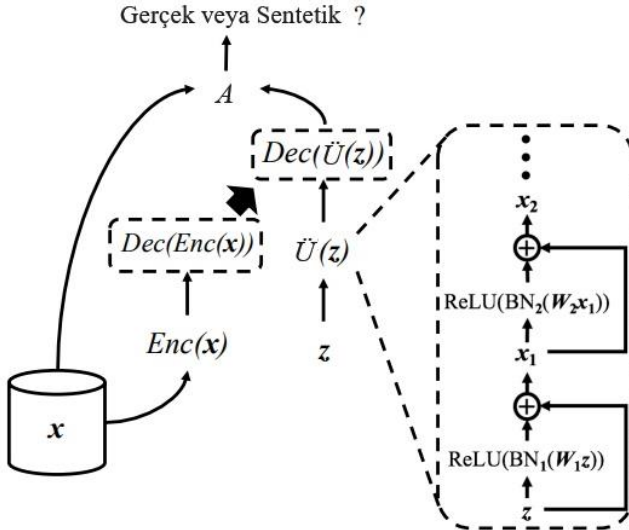 Gerçek veya Sentetik ?
A
Dec(Ü(z))
Dec(Enc(x))
Ü(z)
Enc(x)
z
x
x₂
ReLU(BN₂(W₂x₁))
x₁
ReLU(BN₁(W₁z))
z